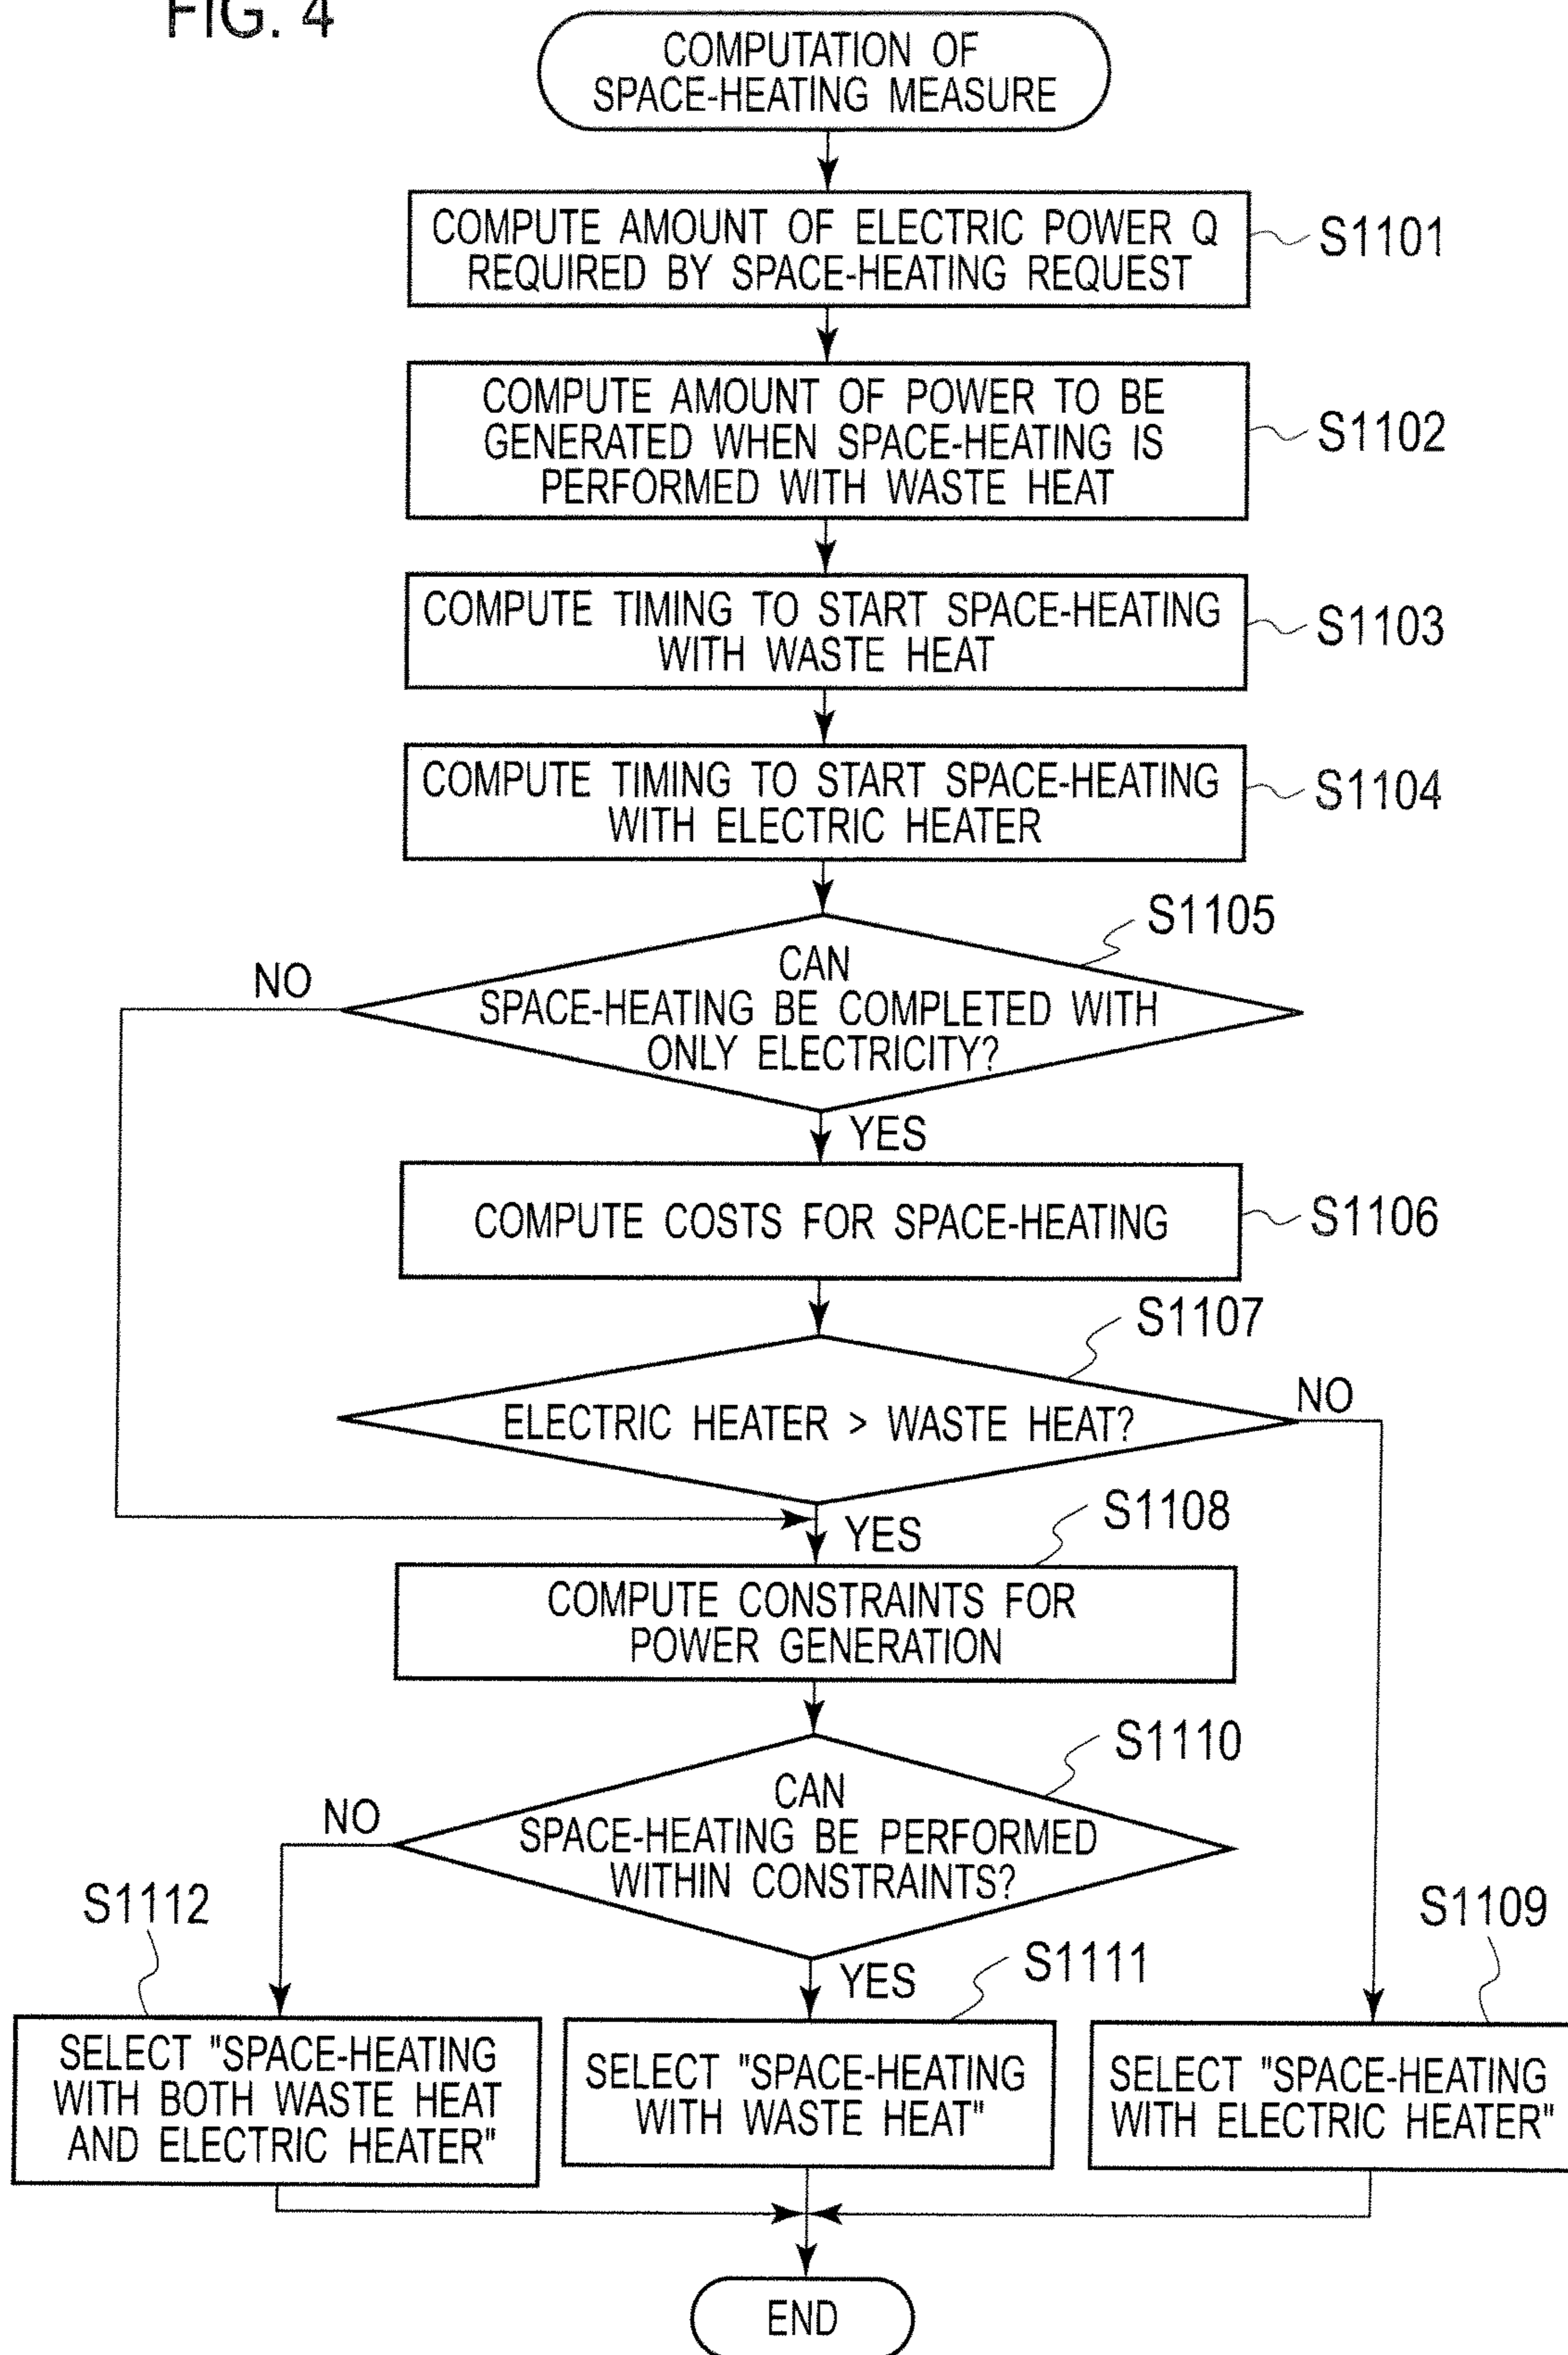 FIG. 4
COMPUTATION OF
SPACE-HEATING MEASURE
COMPUTE AMOUNT OF ELECTRIC POWER Q
REQUIRED BY SPACE-HEATING REQUEST
S1101
COMPUTE AMOUNT OF POWER TO BE
GENERATED WHEN SPACE-HEATING IS
PERFORMED WITH WASTE HEAT
S1102
COMPUTE TIMING TO START SPACE-HEATING
WITH WASTE HEAT
S1103
COMPUTE TIMING TO START SPACE-HEATING
WITH ELECTRIC HEATER
S1104
S1105
NO
CAN
SPACE-HEATING BE COMPLETED WITH
ONLY ELECTRICITY?
YES
COMPUTE COSTS FOR SPACE-HEATING
S1106
S1107
NO
ELECTRIC HEATER > WASTE HEAT?
YES
S1108
COMPUTE CONSTRAINTS FOR
POWER GENERATION
S1110
NO
CAN
SPACE-HEATING BE PERFORMED
WITHIN CONSTRAINTS?
YES
S1112
SELECT "SPACE-HEATING
WITH BOTH WASTE HEAT
AND ELECTRIC HEATER"
S1111
SELECT "SPACE-HEATING
WITH WASTE HEAT"
S1109
SELECT "SPACE-HEATING
WITH ELECTRIC HEATER"
END